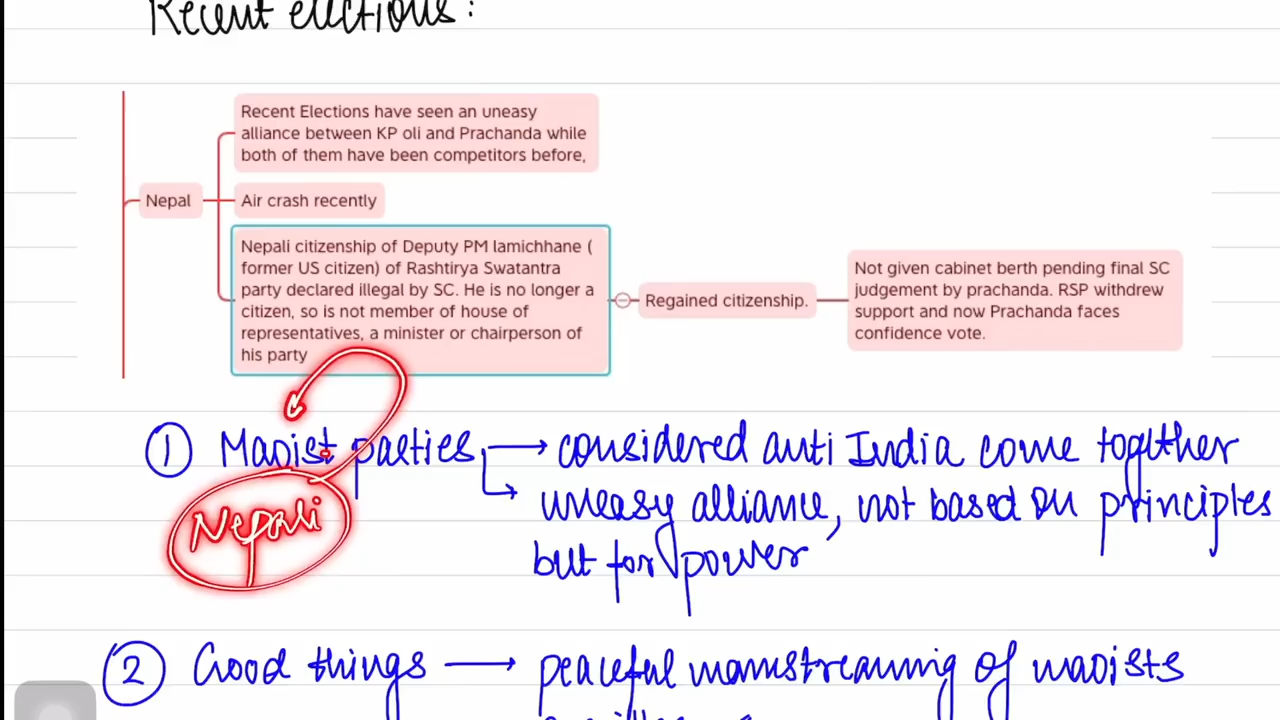 Recent elections:
Recent Elections have seen an uneasy
alliance between KP oli and Prachanda while
both of them have been competitors before,
Nepal
Air crash recently
Nepali citizenship of Deputy PM lamichhane (
former US citizen) of Rashtirya Swatantra
party declared illegal by SC. He is no longer a
citizen, so is not member of house of
representatives, a minister or chairperson of
his party
Regained citizenship.
Not given cabinet berth pending final SC
judgement by prachanda. RSP withdrew
support and now Prachanda faces
confidence vote.
① Maoist parties → considered anti India come together
Nepali
→ uneasy alliance, not based on principles
but for power
② Good things → peaceful mainstreaming of maoists